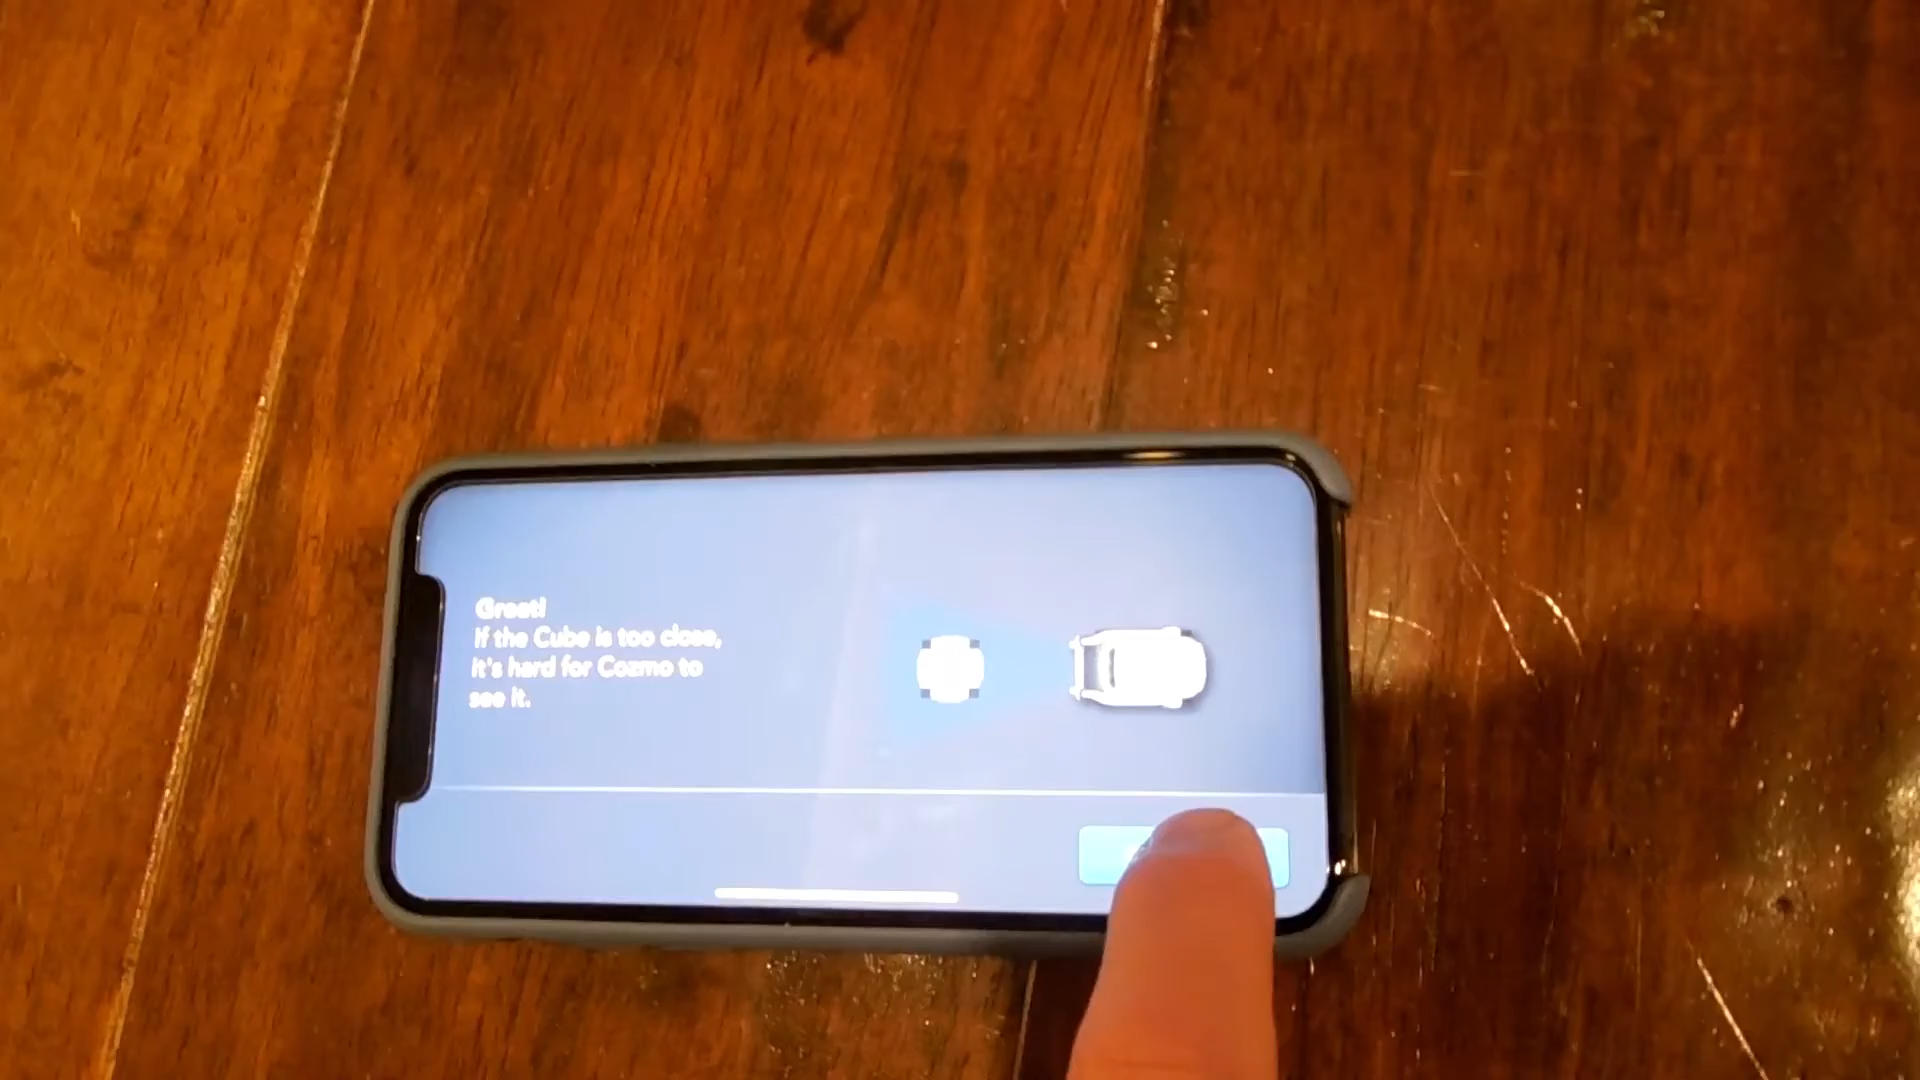 Great!
If the Cube is too close,
it's hard for Cozmo to
see it.